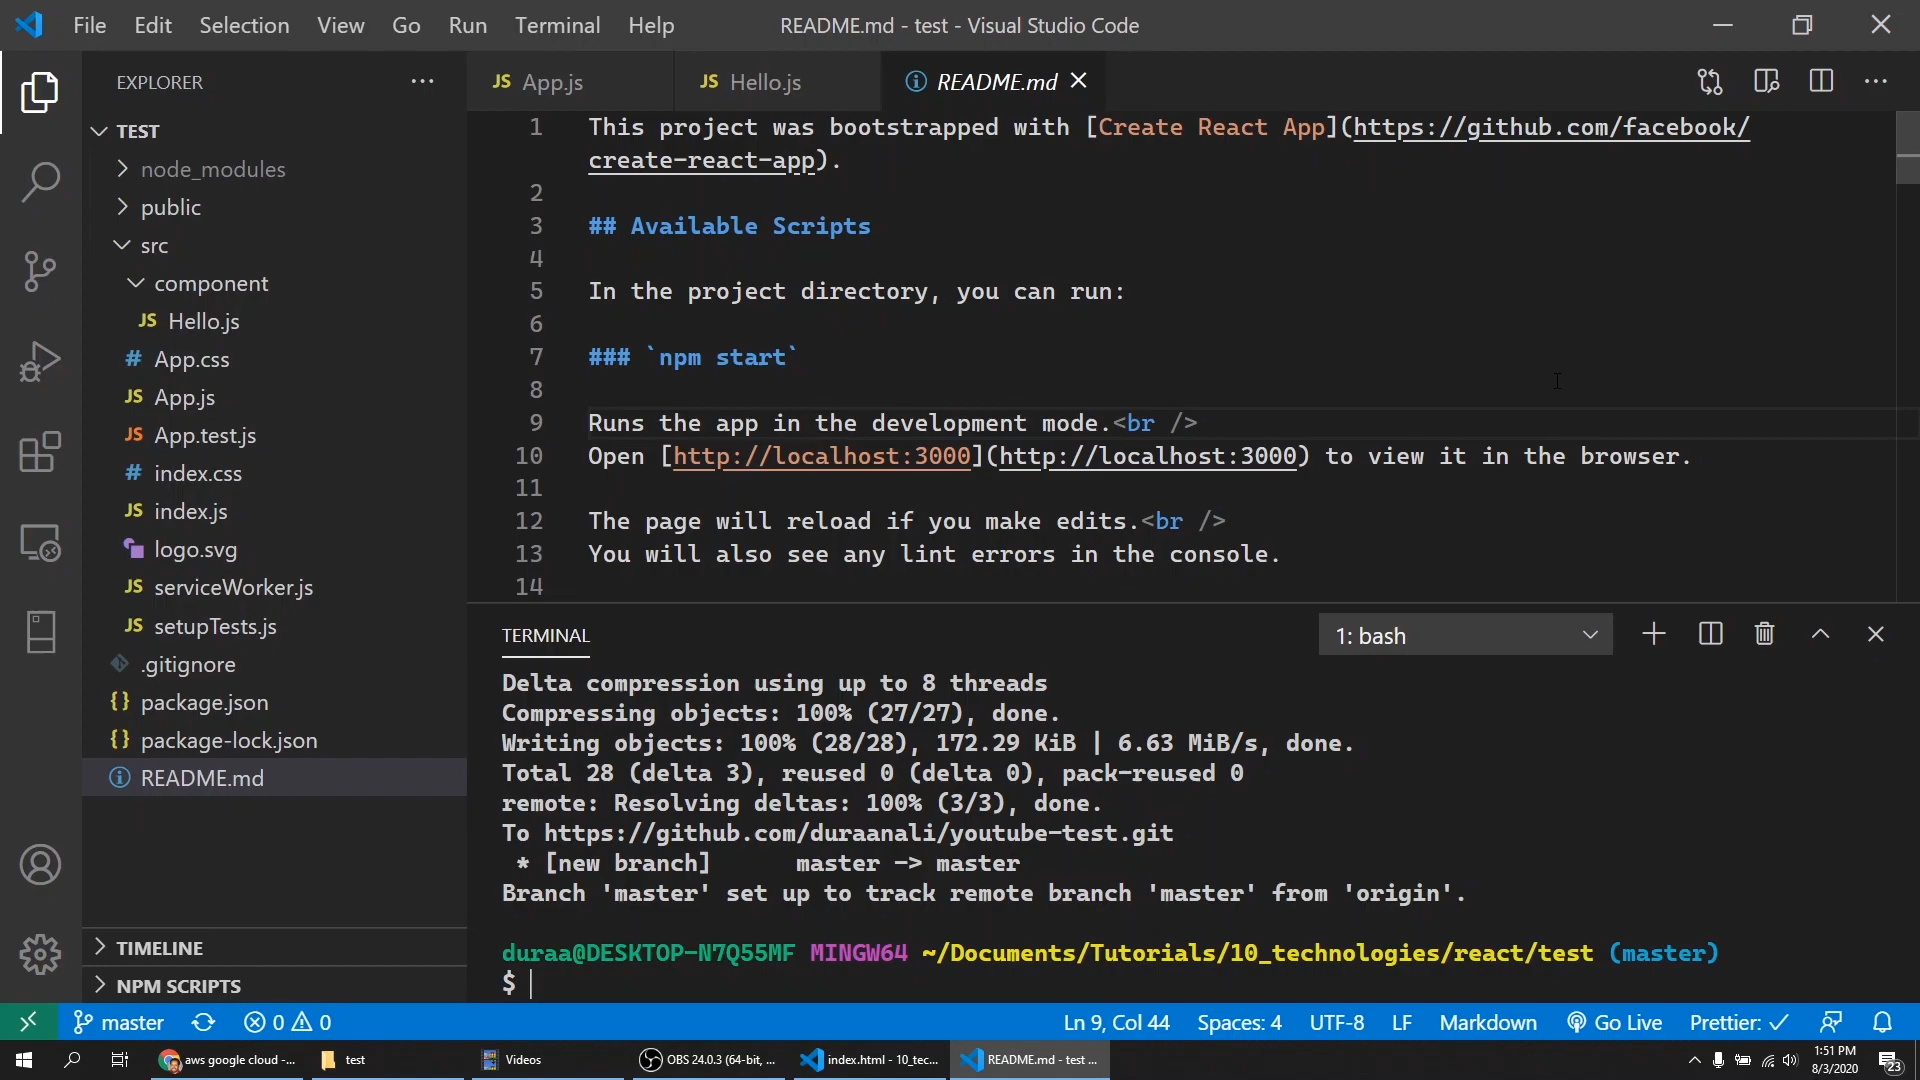 File Edit Selection View Go Run Terminal Help README.md - test - Visual Studio Code
EXPLORER
TEST
node_modules
public
src
component
JS Hello.js
# App.css
JS App.js
JS App.test.js
# index.css
JS index.js
logo.svg
JS serviceWorker.js
JS setupTests.js
.gitignore
{} package.json
{} package-lock.json
README.md
TIMELINE
NPM SCRIPTS
JS App.js JS Hello.js README.md
1 This project was bootstrapped with [Create React App](https://github.com/facebook/
create-react-app).
2
3 ## Available Scripts
4
5 In the project directory, you can run:
6
7 ### `npm start`
8
9 Runs the app in the development mode.<br />
10 Open [http://localhost:3000](http://localhost:3000) to view it in the browser.
11
12 The page will reload if you make edits.<br />
13 You will also see any lint errors in the console.
14
TERMINAL 1: bash
Delta compression using up to 8 threads
Compressing objects: 100% (27/27), done.
Writing objects: 100% (28/28), 172.29 KiB | 6.63 MiB/s, done.
Total 28 (delta 3), reused 0 (delta 0), pack-reused 0
remote: Resolving deltas: 100% (3/3), done.
To https://github.com/duraanali/youtube-test.git
* [new branch] master -> master
Branch 'master' set up to track remote branch 'master' from 'origin'.
duraa@DESKTOP-N7Q55MF MINGW64 ~/Documents/Tutorials/10_technologies/react/test (master)
$
master 0 0 Ln 9, Col 44 Spaces: 4 UTF-8 LF Markdown Go Live Prettier: ✓
aws google cloud -... test Videos OBS 24.0.3 (64-bit, ... index.html - 10_tec... README.md - test ... 1:51 PM
8/3/2020 23